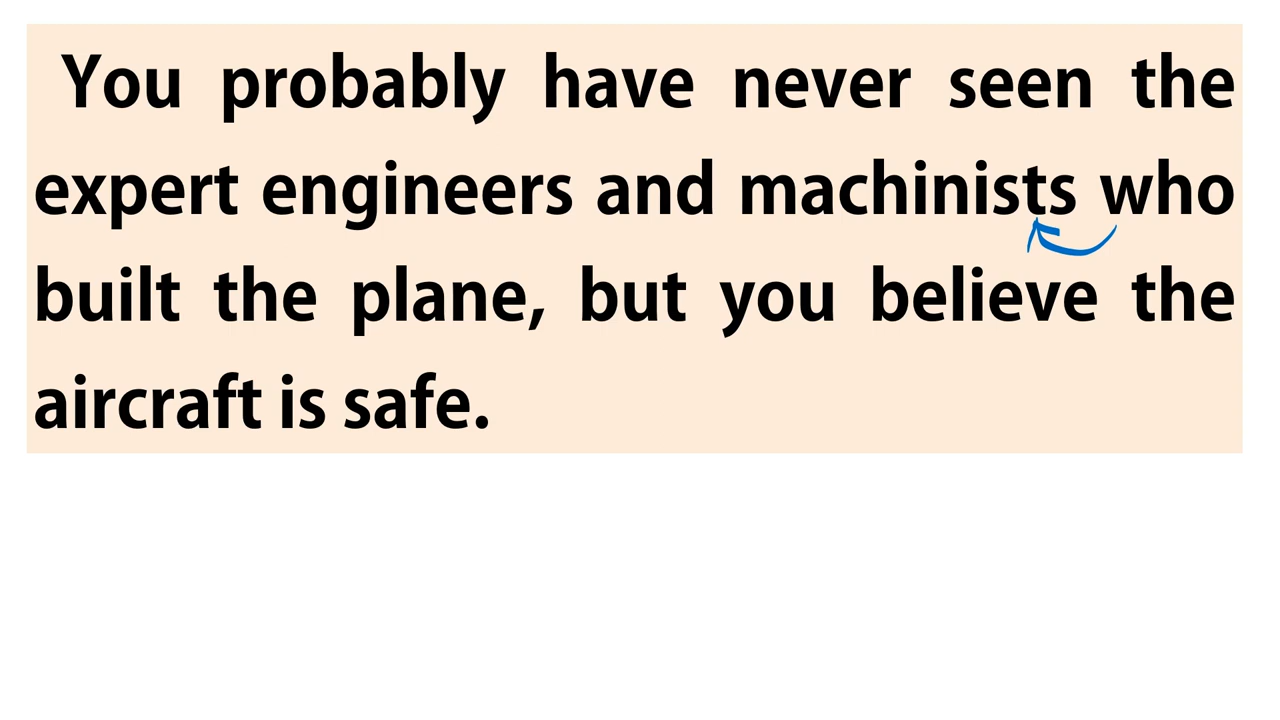 You probably have never seen the
expert engineers and machinists who
built the plane, but you believe the
aircraft is safe.